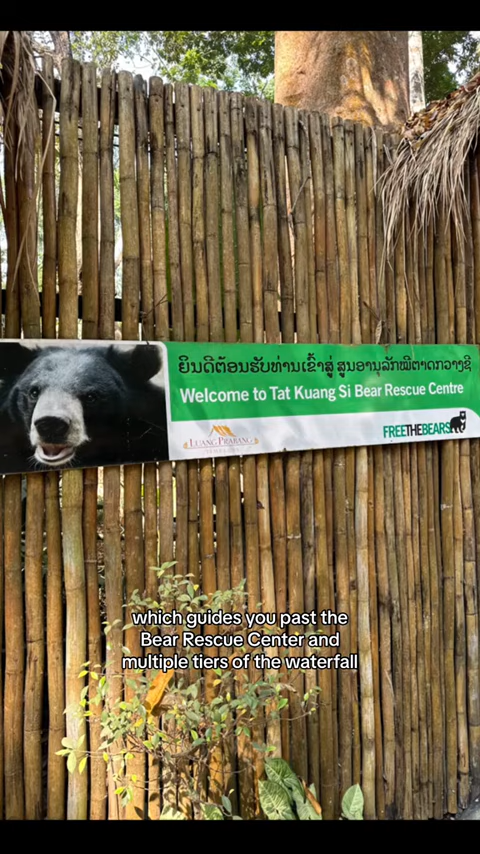 ຍິນດີຕ້ອນຮັບທ່ານເຂົ້າສູ່ ສູນອານຸລັກໝີຕາດກວາງຊີ
Welcome to Tat Kuang Si Bear Rescue Centre
LUANG PRABANG
FREETHEBEARS
which guides you past the
Bear Rescue Center and
multiple tiers of the waterfall